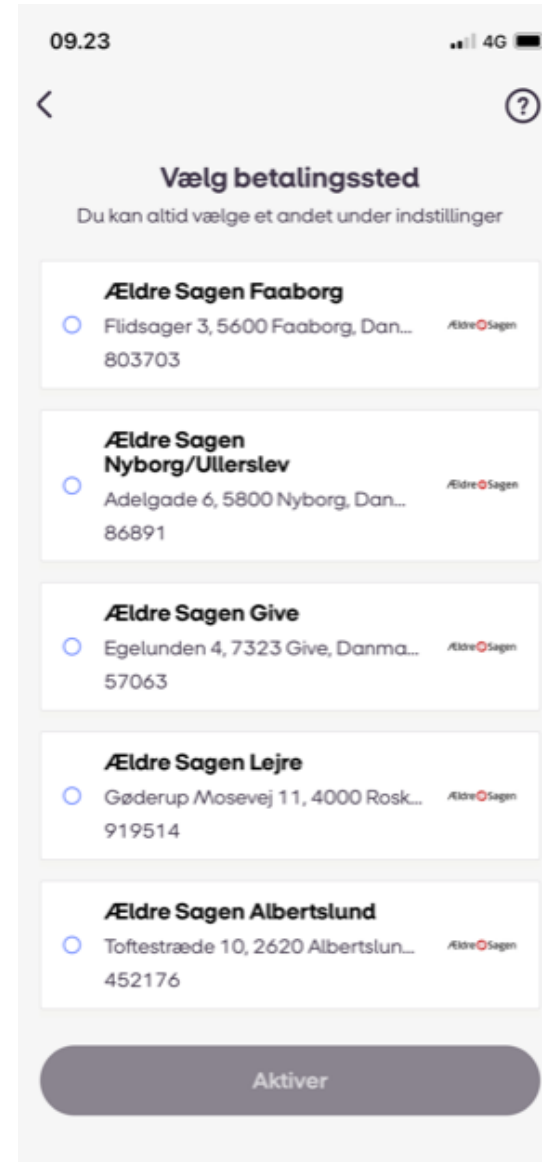 09.23
4G
?
Vælg betalingssted
Du kan altid vælge et andet under indstillinger
Ældre Sagen Faaborg
Flidsager 3, 5600 Faaborg, Dan...
803703
ÆldreSagen
Ældre Sagen
Nyborg/Ullerslev
Adelgade 6, 5800 Nyborg, Dan...
86891
ÆldreSagen
Ældre Sagen Give
Egelunden 4, 7323 Give, Danma...
57063
ÆldreSagen
Ældre Sagen Lejre
Gøderup Mosevej 11, 4000 Rosk...
919514
ÆldreSagen
Ældre Sagen Albertslund
Toftestræde 10, 2620 Albertslun...
452176
ÆldreSagen
Aktiver